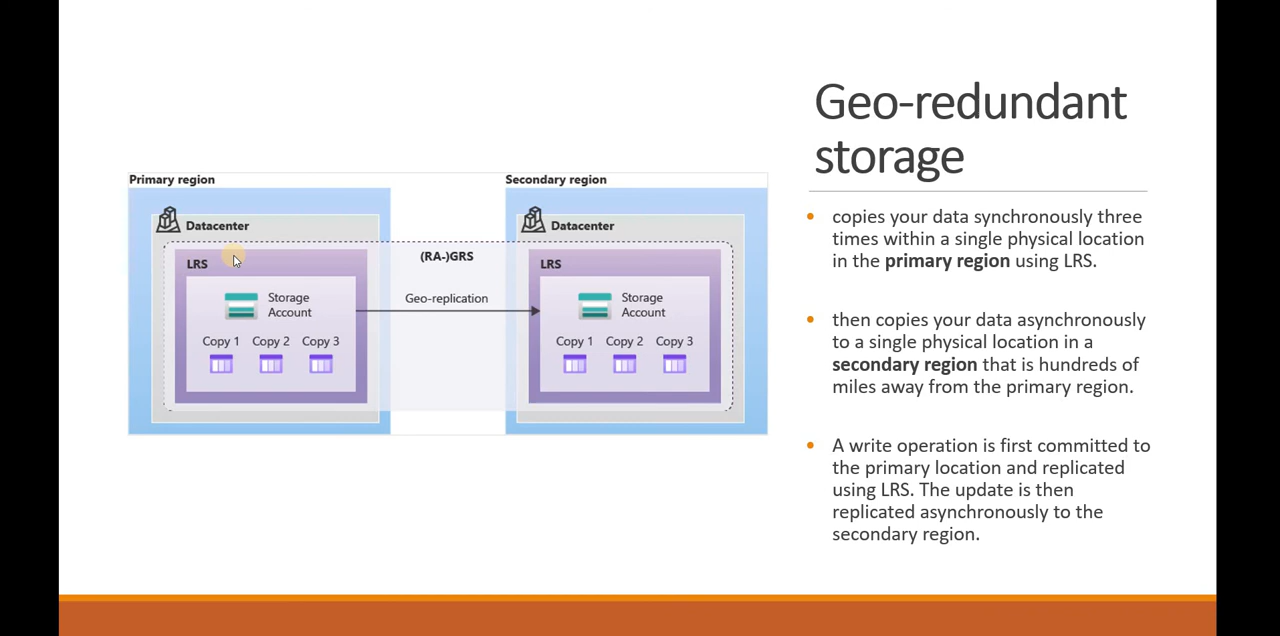 Geo-redundant
storage
Primary region
Secondary region
Datacenter
Datacenter
(RA-)GRS
LRS
LRS
Storage
Account
Geo-replication
Storage
Account
Copy 1 Copy 2 Copy 3
Copy 1 Copy 2 Copy 3
copies your data synchronously three
times within a single physical location
in the primary region using LRS.
then copies your data asynchronously
to a single physical location in a
secondary region that is hundreds of
miles away from the primary region.
A write operation is first committed to
the primary location and replicated
using LRS. The update is then
replicated asynchronously to the
secondary region.